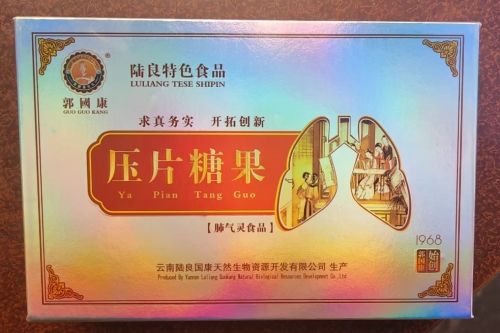 郭國康
GUO GUO KANG
陆良特色食品
LULIANG TESE SHIPIN
求真务实 开拓创新
压片糖果
Ya Pian Tang Guo
【肺气灵食品】
1968
始创
云南陆良国康天然生物资源开发有限公司 生产
Produced By Yunnan Luliang Guokang Natural Biological Resources Development Co., Ltd